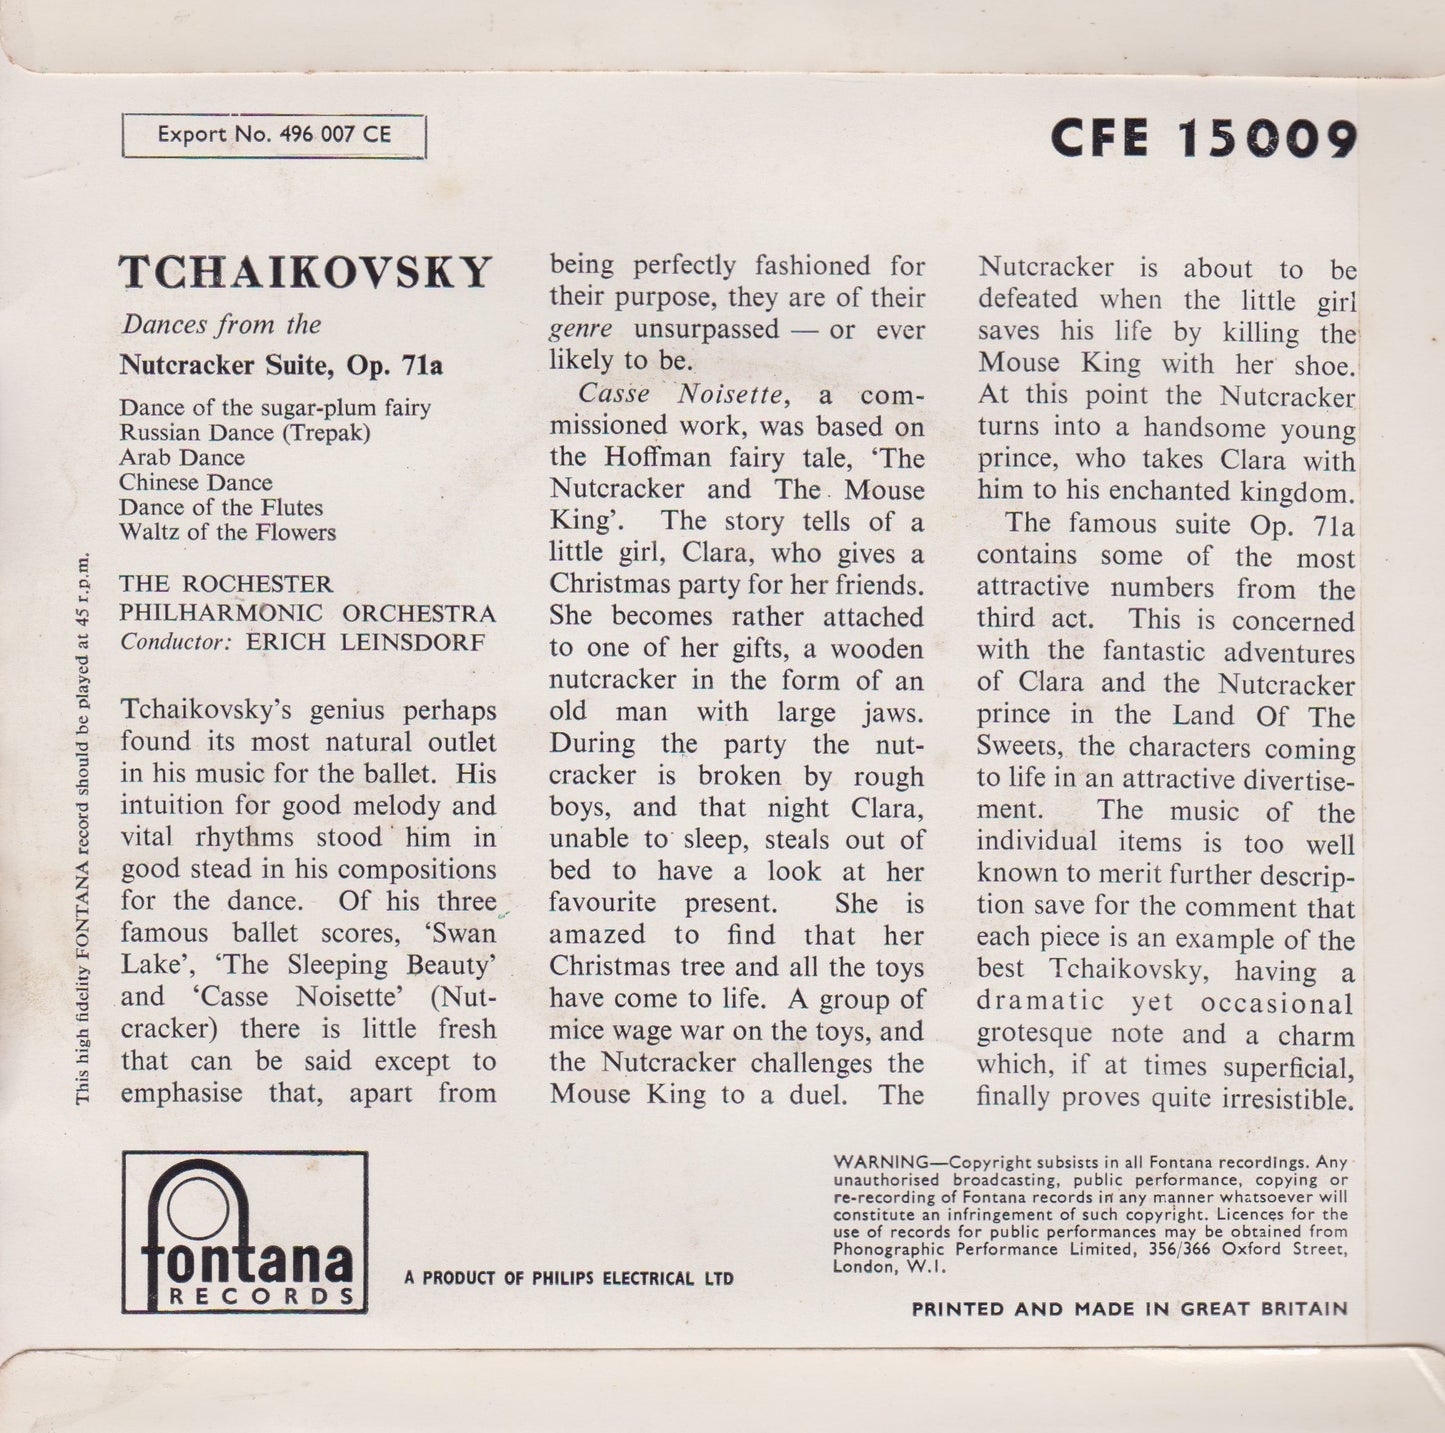 Export No. 496 007 CE
CFE 15009
TCHAIKOVSKY
Dances from the
Nutcracker Suite, Op. 71a
Dance of the sugar-plum fairy
Russian Dance (Trepak)
Arab Dance
Chinese Dance
Dance of the Flutes
Waltz of the Flowers
THE ROCHESTER
PHILHARMONIC ORCHESTRA
Conductor: ERICH LEINSDORF
Tchaikovsky's genius perhaps
found its most natural outlet
in his music for the ballet. His
intuition for good melody and
vital rhythms stood him in
good stead in his compositions
for the dance. Of his three
famous ballet scores, 'Swan
Lake', 'The Sleeping Beauty'
and 'Casse Noisette' (Nut-
cracker) there is little fresh
that can be said except to
emphasise that, apart from
being perfectly fashioned for
their purpose, they are of their
genre unsurpassed — or ever
likely to be.
Casse Noisette, a com-
missioned work, was based on
the Hoffman fairy tale, 'The
Nutcracker and The Mouse
King'. The story tells of a
little girl, Clara, who gives a
Christmas party for her friends.
She becomes rather attached
to one of her gifts, a wooden
nutcracker in the form of an
old man with large jaws.
During the party the nut-
cracker is broken by rough
boys, and that night Clara,
unable to sleep, steals out of
bed to have a look at her
favourite present. She is
amazed to find that her
Christmas tree and all the toys
have come to life. A group of
mice wage war on the toys, and
the Nutcracker challenges the
Mouse King to a duel. The
Nutcracker is about to be
defeated when the little girl
saves his life by killing the
Mouse King with her shoe.
At this point the Nutcracker
turns into a handsome young
prince, who takes Clara with
him to his enchanted kingdom.
The famous suite Op. 71a
contains some of the most
attractive numbers from the
third act. This is concerned
with the fantastic adventures
of Clara and the Nutcracker
prince in the Land Of The
Sweets, the characters coming
to life in an attractive divertise-
ment. The music of the
individual items is too well
known to merit further descrip-
tion save for the comment that
each piece is an example of the
best Tchaikovsky, having a
dramatic yet occasional
grotesque note and a charm
which, if at times superficial,
finally proves quite irresistible.
This high fidelity FONTANA record should be played at 45 r.p.m.
fontana
RECORDS
A PRODUCT OF PHILIPS ELECTRICAL LTD
WARNING—Copyright subsists in all Fontana recordings. Any
unauthorised broadcasting, public performance, copying or
re-recording of Fontana records in any manner whatsoever will
constitute an infringement of such copyright. Licences for the
use of records for public performances may be obtained from
Phonographic Performance Limited, 356/366 Oxford Street,
London, W.1.
PRINTED AND MADE IN GREAT BRITAIN